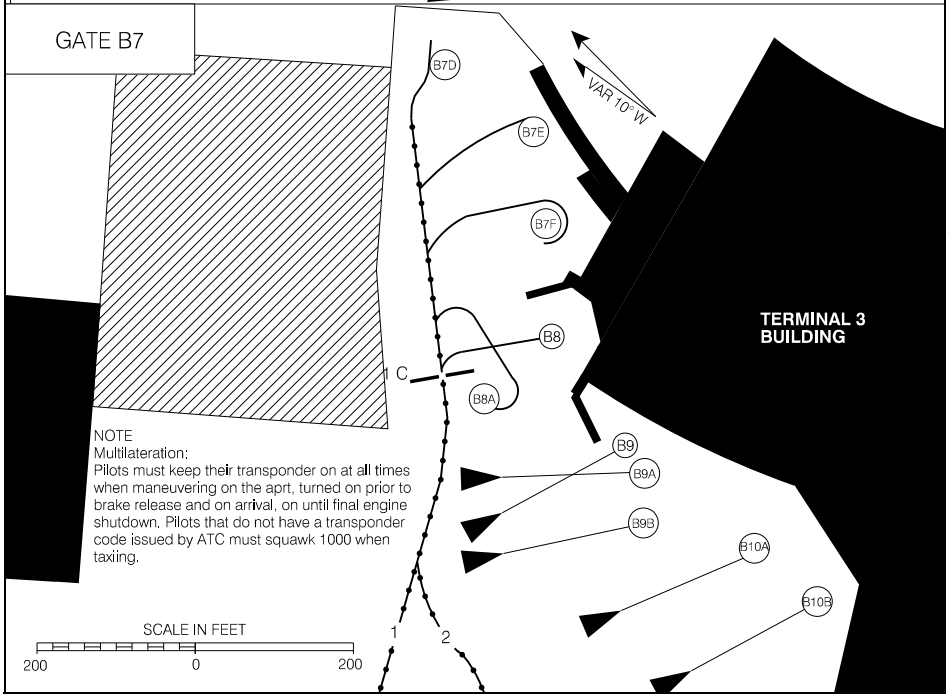 GATE B7
B7D
VAR 10° W
B7E
B7F
TERMINAL 3
BUILDING
B8
1 C
B8A
NOTE
Multilateration:
Pilots must keep their transponder on at all times
when maneuvering on the aprt, turned on prior to
brake release and on arrival, on until final engine
shutdown. Pilots that do not have a transponder
code issued by ATC must squawk 1000 when
taxiing.
B9
B9A
B9B
B10A
B10B
SCALE IN FEET
200 0 200
1 2